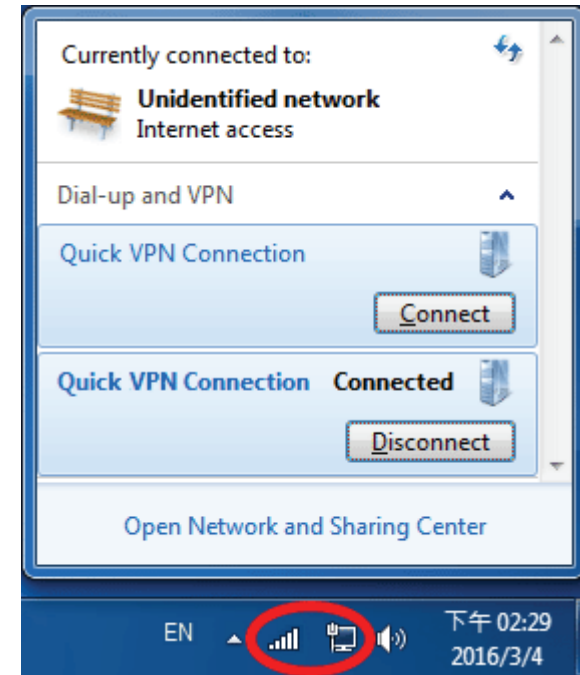 Currently connected to:
Unidentified network
Internet access
Dial-up and VPN
Quick VPN Connection
Connect
Quick VPN Connection Connected
Disconnect
Open Network and Sharing Center
EN
下午 02:29
2016/3/4